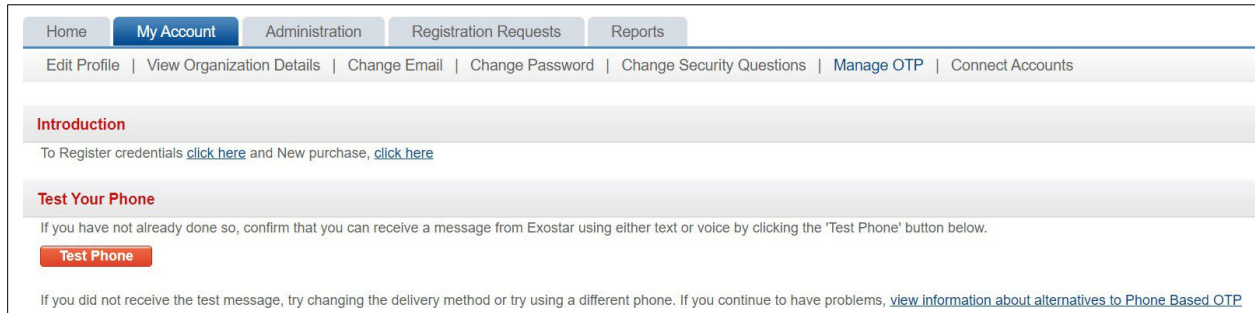 Home My Account Administration Registration Requests Reports
Edit Profile | View Organization Details | Change Email | Change Password | Change Security Questions | Manage OTP | Connect Accounts
Introduction
To Register credentials click here and New purchase, click here
Test Your Phone
If you have not already done so, confirm that you can receive a message from Exostar using either text or voice by clicking the 'Test Phone' button below.
Test Phone
If you did not receive the test message, try changing the delivery method or try using a different phone. If you continue to have problems, view information about alternatives to Phone Based OTP